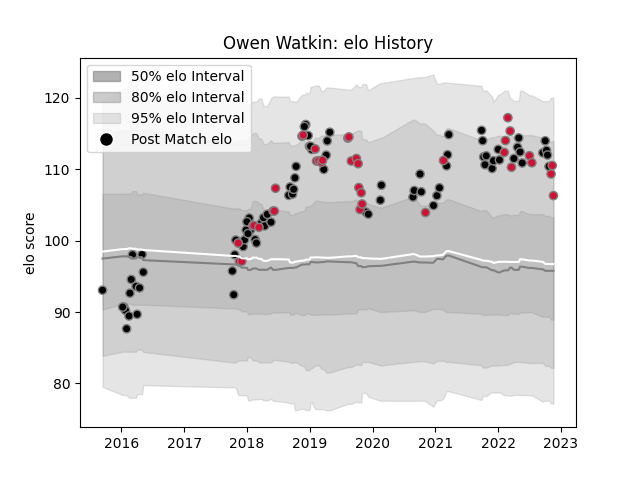 Owen Watkin: elo History
50% elo Interval
80% elo Interval
95% elo Interval
Post Match elo
elo score
120
110
100
90
80
2016 2017 2018 2019 2020 2021 2022 2023